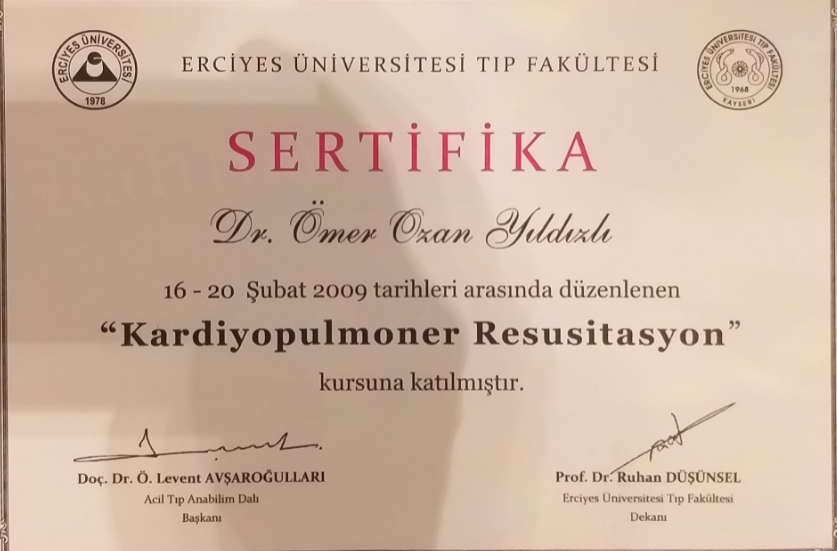 ERCİYES ÜNİVERSİTESİ
1978
ERCİYES ÜNİVERSİTESİ TIP FAKÜLTESİ
ERCİYES ÜNİVERSİTESİ TIP FAKÜLTESİ
1968
KAYSERİ
SERTİFİKA
Dr. Ömer Ozan Yıldızlı
16 - 20 Şubat 2009 tarihleri arasında düzenlenen
“Kardiyopulmoner Resusitasyon”
kursuna katılmıştır.
Doç. Dr. Ö. Levent AVŞAROĞULLARI
Acil Tıp Anabilim Dalı
Başkanı
Prof. Dr. Ruhan DÜŞÜNSEL
Erciyes Üniversitesi Tıp Fakültesi
Dekanı